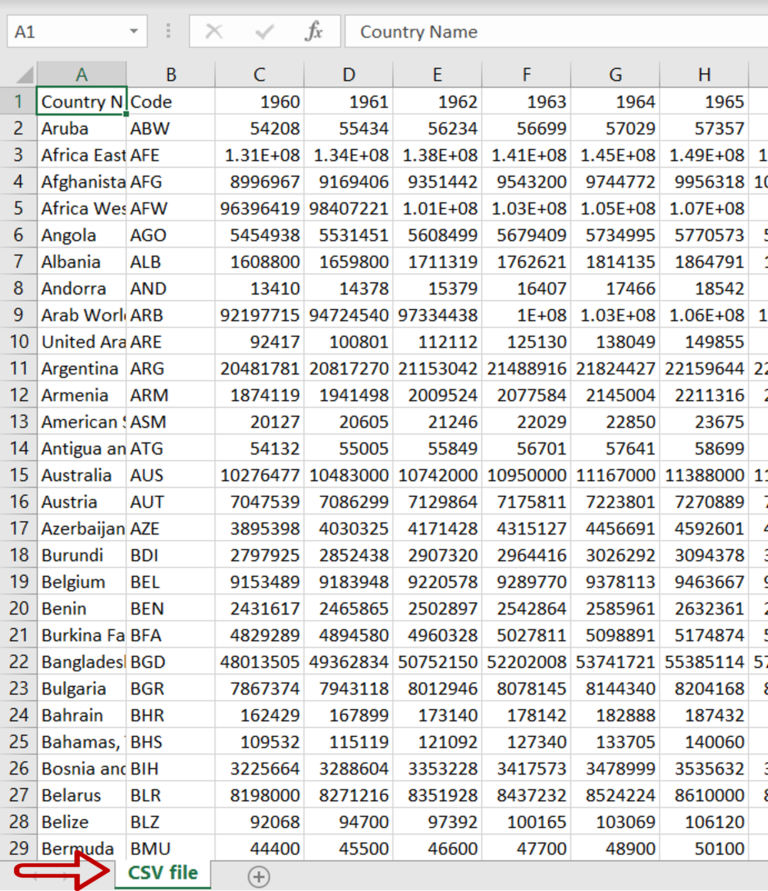 A1 fx Country Name
A B C D E F G H
1 Country N Code 1960 1961 1962 1963 1964 1965
2 Aruba ABW 54208 55434 56234 56699 57029 57357
3 Africa East AFE 1.31E+08 1.34E+08 1.38E+08 1.41E+08 1.45E+08 1.49E+08 1
4 Afghanista AFG 8996967 9169406 9351442 9543200 9744772 9956318 10
5 Africa Wes AFW 96396419 98407221 1.01E+08 1.03E+08 1.05E+08 1.07E+08
6 Angola AGO 5454938 5531451 5608499 5679409 5734995 5770573 5
7 Albania ALB 1608800 1659800 1711319 1762621 1814135 1864791
8 Andorra AND 13410 14378 15379 16407 17466 18542
9 Arab Worl ARB 92197715 94724540 97334438 1E+08 1.03E+08 1.06E+08 1
10 United Ara ARE 92417 100801 112112 125130 138049 149855
11 Argentina ARG 20481781 20817270 21153042 21488916 21824427 22159644 22
12 Armenia ARM 1874119 1941498 2009524 2077584 2145004 2211316 2
13 American ASM 20127 20605 21246 22029 22850 23675
14 Antigua an ATG 54132 55005 55849 56701 57641 58699
15 Australia AUS 10276477 10483000 10742000 10950000 11167000 11388000 11
16 Austria AUT 7047539 7086299 7129864 7175811 7223801 7270889 7
17 Azerbaijan AZE 3895398 4030325 4171428 4315127 4456691 4592601 4
18 Burundi BDI 2797925 2852438 2907320 2964416 3026292 3094378 3
19 Belgium BEL 9153489 9183948 9220578 9289770 9378113 9463667 9
20 Benin BEN 2431617 2465865 2502897 2542864 2585961 2632361 2
21 Burkina Fa BFA 4829289 4894580 4960328 5027811 5098891 5174874 5
22 Banglades BGD 48013505 49362834 50752150 52202008 53741721 55385114 57
23 Bulgaria BGR 7867374 7943118 8012946 8078145 8144340 8204168 8
24 Bahrain BHR 162429 167899 173140 178142 182888 187432
25 Bahamas, BHS 109532 115119 121092 127340 133705 140060
26 Bosnia and BIH 3225664 3288604 3353228 3417573 3478999 3535632 3
27 Belarus BLR 8198000 8271216 8351928 8437232 8524224 8610000 8
28 Belize BLZ 92068 94700 97392 100165 103069 106120
29 Bermuda BMU 44400 45500 46600 47700 48900 50100
CSV file